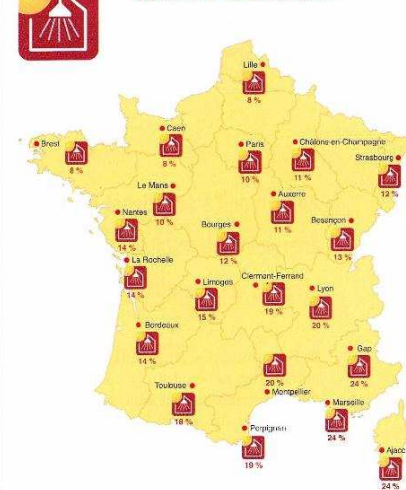 Lille
8 %
Caen
8 %
Brest
8 %
Paris
10 %
Châlons-en-Champagne
11 %
Strasbourg
12 %
Le Mans
10 %
Auxerre
11 %
Nantes
14 %
Bourges
12 %
Besançon
13 %
La Rochelle
14 %
Limoges
15 %
Clermont-Ferrand
19 %
Lyon
20 %
Bordeaux
14 %
Gap
24 %
20 %
Montpellier
Toulouse
18 %
Marseille
24 %
Perpignan
19 %
Ajacc
24 %